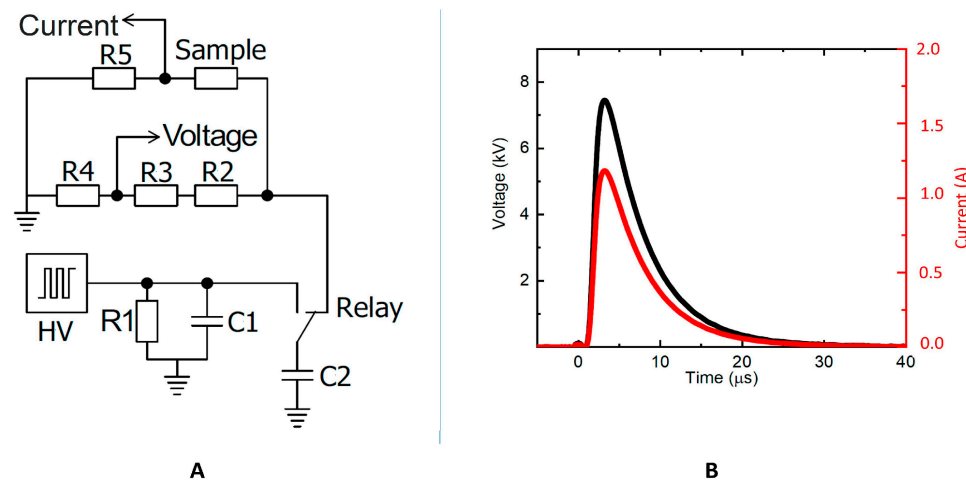 Current
R5
Sample
Voltage
R4
R3
R2
HV
R1
C1
Relay
C2
A
8
6
4
2
Voltage (kV)
2.0
1.5
1.0
0.5
0.0
Current (A)
0
10
20
30
40
Time (μs)
B